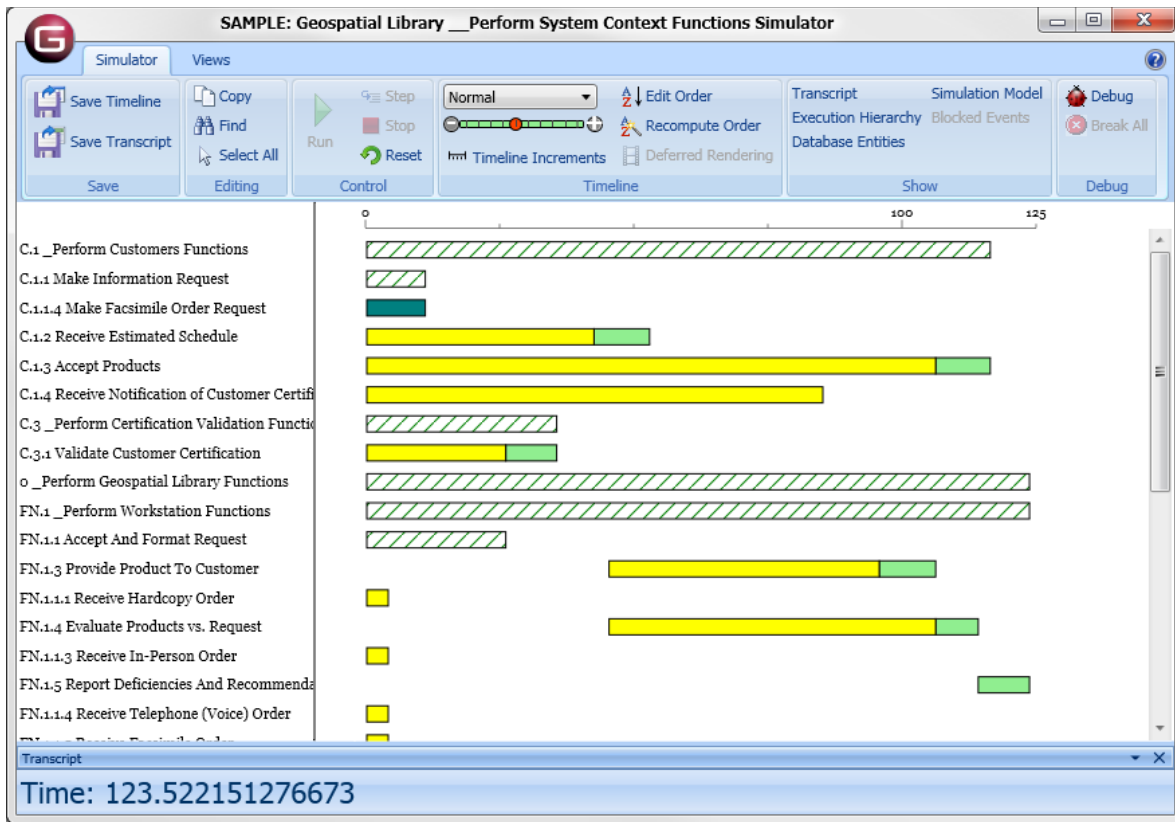 SAMPLE: Geospatial Library __Perform System Context Functions Simulator
G
Simulator Views
Save Timeline
Save Transcript
Save
Copy
Find
Select All
Editing
Run
Step
Stop
Reset
Control
Normal
Timeline Increments
Edit Order
Recompute Order
Deferred Rendering
Timeline
Transcript Simulation Model
Execution Hierarchy Blocked Events
Database Entities
Show
Debug
Break All
Debug
0 100 125
C.1 _Perform Customers Functions
C.1.1 Make Information Request
C.1.1.4 Make Facsimile Order Request
C.1.2 Receive Estimated Schedule
C.1.3 Accept Products
C.1.4 Receive Notification of Customer Certifi
C.3 _Perform Certification Validation Functio
C.3.1 Validate Customer Certification
0 _Perform Geospatial Library Functions
FN.1 _Perform Workstation Functions
FN.1.1 Accept And Format Request
FN.1.3 Provide Product To Customer
FN.1.1.1 Receive Hardcopy Order
FN.1.4 Evaluate Products vs. Request
FN.1.1.3 Receive In-Person Order
FN.1.5 Report Deficiencies And Recommenda
FN.1.1.4 Receive Telephone (Voice) Order
Transcript
Time: 123.522151276673